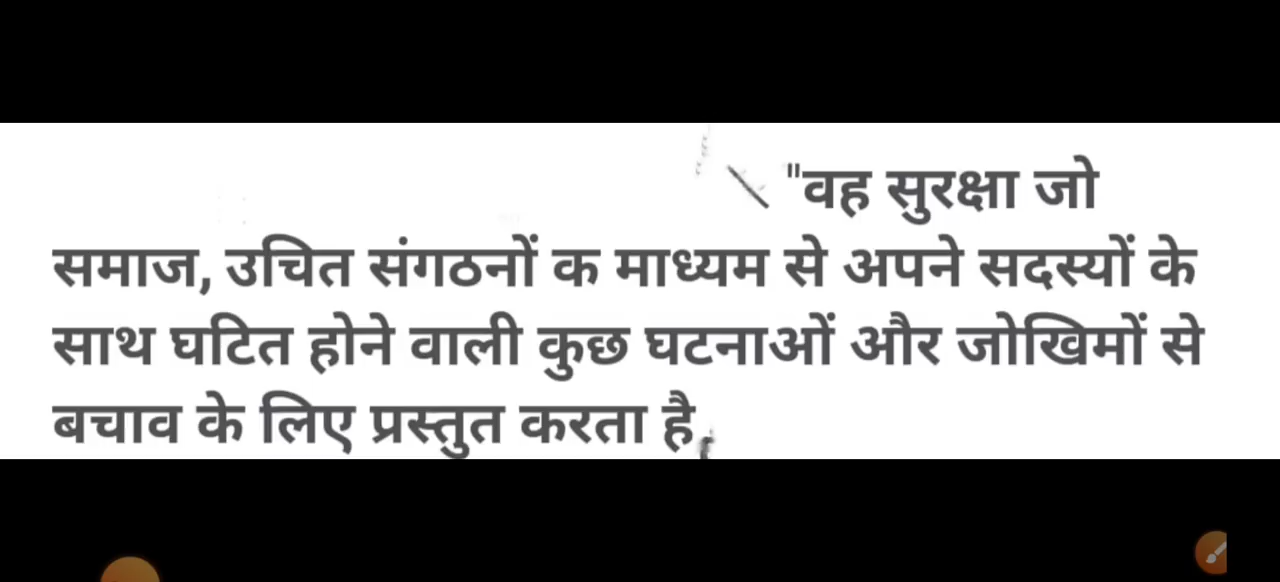 "वह सुरक्षा जो
समाज, उचित संगठनों क माध्यम से अपने सदस्यों के
साथ घटित होने वाली कुछ घटनाओं और जोखिमों से
बचाव के लिए प्रस्तुत करता है,